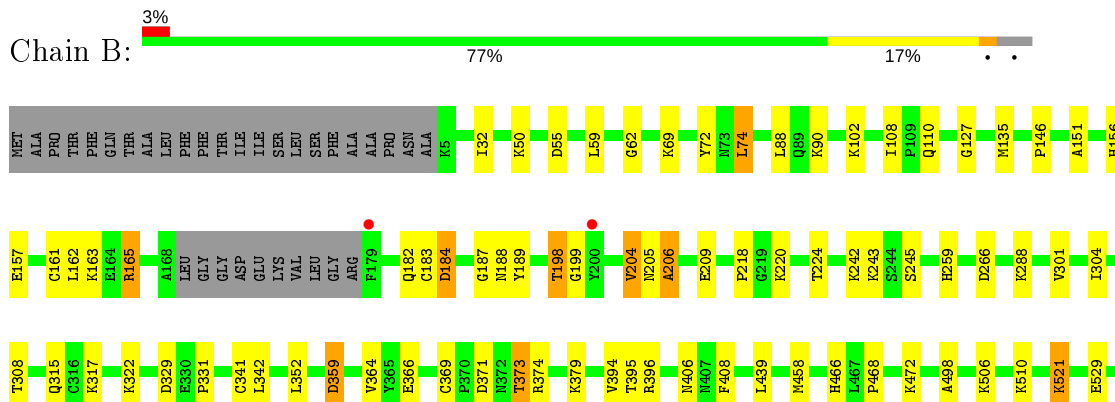 3%
Chain B:
77% 17% • •
MET ALA PRO THR PHE GLN THR ALA LEU PHE PHE THR ILE ILE SER LEU SER PHE ALA ALA PRO ASN ALA K5 I32 K50 D55 L59 G62 K69 Y72 N73 L74 L88 Q89 K90 K102 I108 P109 Q110 G127 M135 P146 A151 H156
E157 C161 L162 K163 E164 R165 A168 LEU GLY GLY ASP GLU LYS VAL LEU GLY ARG F179 Q182 C183 D184 G187 N188 Y189 T198 G199 Y200 V204 N205 A206 E209 P218 G219 K220 T224 K242 K243 S244 S245 H259 D266 K288 V301 I304
T308 Q315 C316 K317 K322 D329 E330 P331 C341 L342 L352 D359 V364 Y365 E366 C369 P370 D371 N372 T373 R374 K379 V394 T395 R396 N406 N407 F408 L439 M458 H466 L467 P468 K472 A498 K506 K510 K521 E529